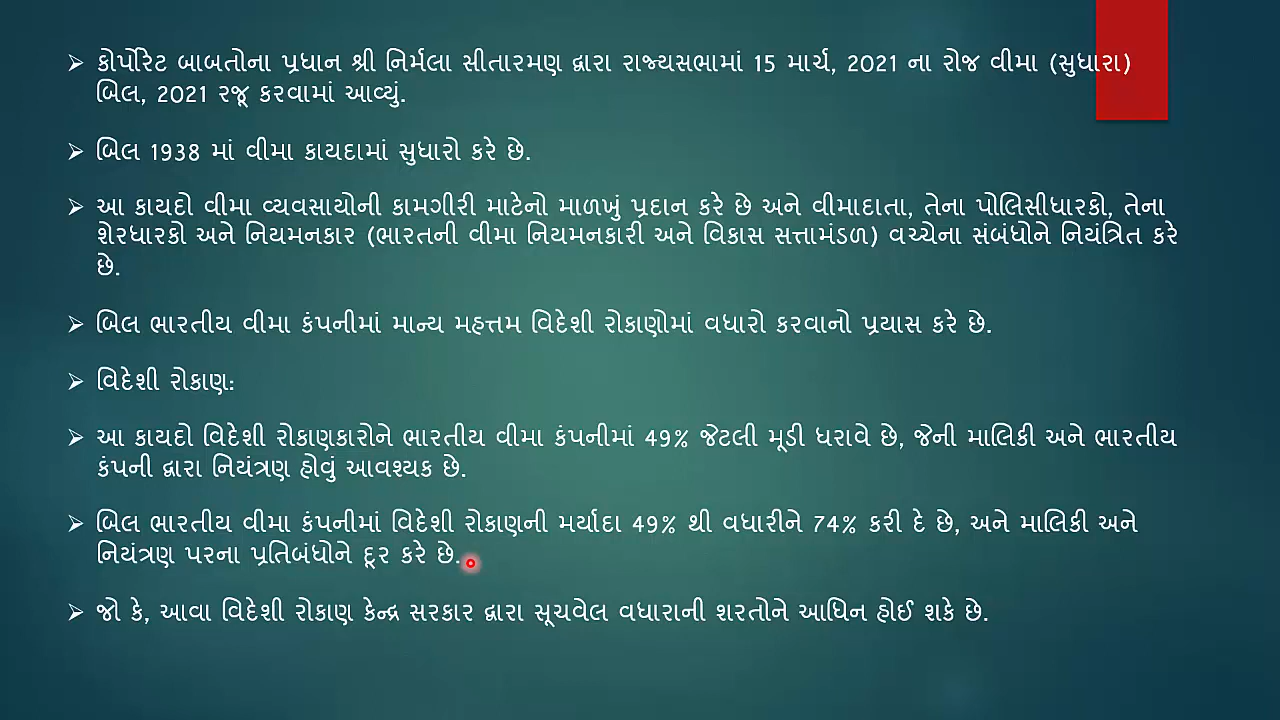 ➢ કોર્પોરેટ બાબતોના પ્રધાન શ્રી નિર્મલા સીતારમણ દ્વારા રાજ્યસભામાં 15 માર્ચ, 2021 ના રોજ વીમા (સુધારા)
બિલ, 2021 રજૂ કરવામાં આવ્યું.
➢ બિલ 1938 માં વીમા કાયદામાં સુધારો કરે છે.
➢ આ કાયદો વીમા વ્યવસાયોની કામગીરી માટેનો માળખું પ્રદાન કરે છે અને વીમાદાતા, તેના પોલિસીધારકો, તેના
શેરધારકો અને નિયમનકાર (ભારતની વીમા નિયમનકારી અને વિકાસ સત્તામંડળ) વચ્ચેના સંબંધોને નિયંત્રિત કરે
છે.
➢ બિલ ભારતીય વીમા કંપનીમાં માન્ય મહત્તમ વિદેશી રોકાણોમાં વધારો કરવાનો પ્રયાસ કરે છે.
➢ વિદેશી રોકાણ:
➢ આ કાયદો વિદેશી રોકાણકારોને ભારતીય વીમા કંપનીમાં 49% જેટલી મૂડી ધરાવે છે, જેની માલિકી અને ભારતીય
કંપની દ્વારા નિયંત્રણ હોવું આવશ્યક છે.
➢ બિલ ભારતીય વીમા કંપનીમાં વિદેશી રોકાણની મર્યાદા 49% થી વધારીને 74% કરી દે છે, અને માલિકી અને
નિયંત્રણ પરના પ્રતિબંધોને દૂર કરે છે.
➢ જો કે, આવા વિદેશી રોકાણ કેન્દ્ર સરકાર દ્વારા સૂચવેલ વધારાની શરતોને આધિન હોઈ શકે છે.